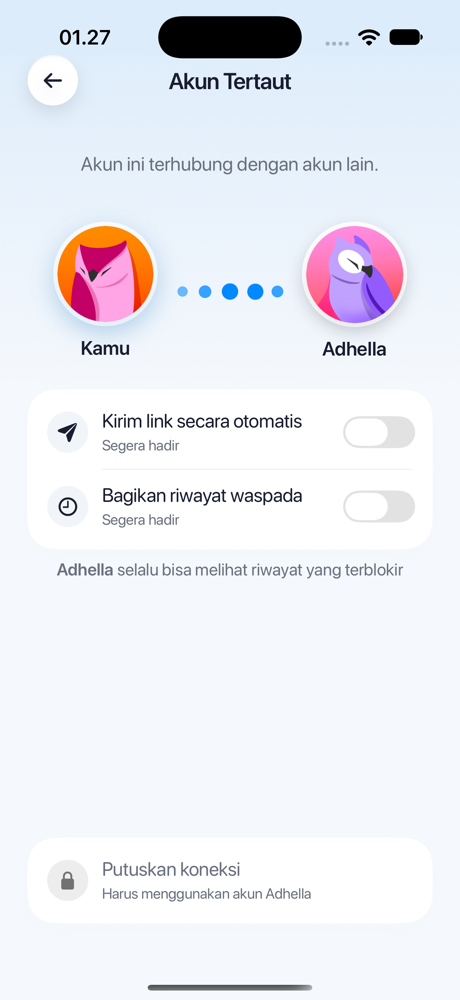 01.27
Akun Tertaut
Akun ini terhubung dengan akun lain.
Kamu
Adhella
Kirim link secara otomatis
Segera hadir
Bagikan riwayat waspada
Segera hadir
Adhella selalu bisa melihat riwayat yang terblokir
Putuskan koneksi
Harus menggunakan akun Adhella